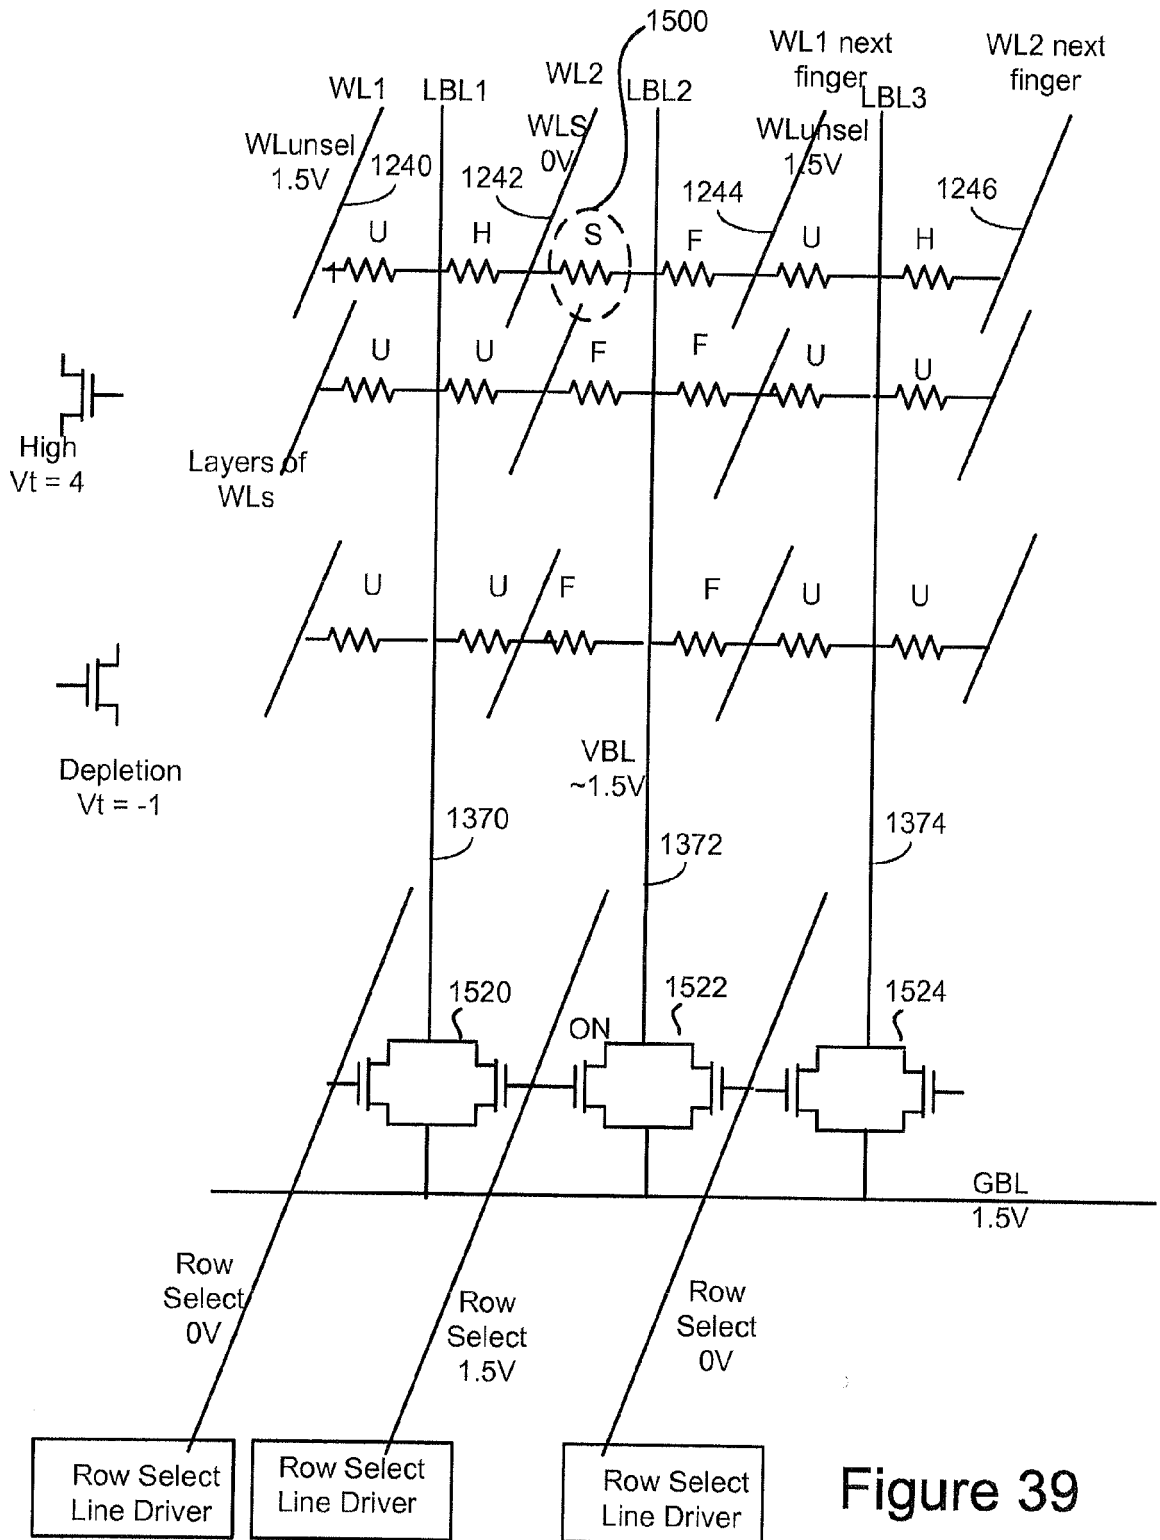 1500
WL1 next
finger
WL2 next
finger
WL1
LBL1
WL2
LBL2
LBL3
WLunsel
1.5V
WLS
0V
WLunsel
1.5V
1240
1242
1244
1246
U H S F U H
U U F F U U
High
Vt = 4
Layers of
WLs
U U F F U U
Depletion
Vt = -1
VBL
~1.5V
1370
1372
1374
1520
ON
1522
1524
GBL
1.5V
Row
Select
0V
Row
Select
1.5V
Row
Select
0V
Row Select
Line Driver
Row Select
Line Driver
Row Select
Line Driver
Figure 39